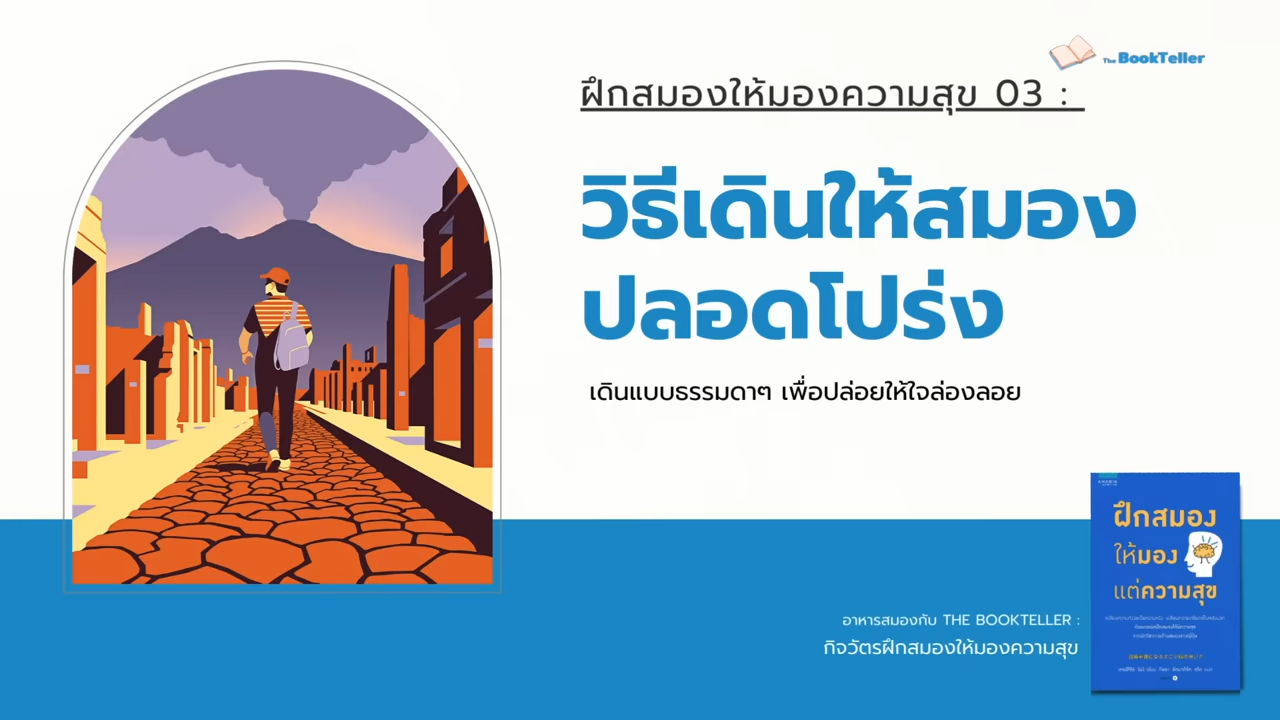 The BookTeller
ฝึกสมองให้มองความสุข 03 :
วิธีเดินให้สมอง
ปลอดโปร่ง
เดินแบบธรรมดาๆ เพื่อปล่อยให้ใจล่องลอย
อาหารสมองกับ THE BOOKTELLER :
กิจวัตรฝึกสมองให้มองความสุข
ฝึกสมอง
ให้มอง
แต่ความสุข